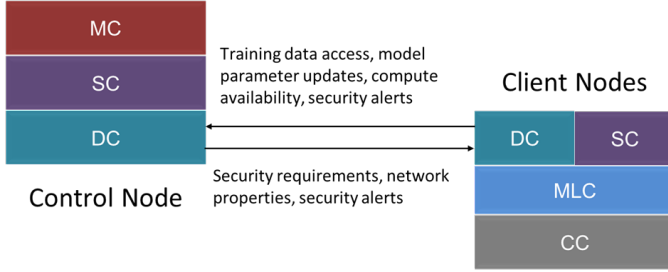 MC
SC
DC
Control Node
Training data access, model
parameter updates, compute
availability, security alerts
Security requirements, network
properties, security alerts
Client Nodes
DC SC
MLC
CC